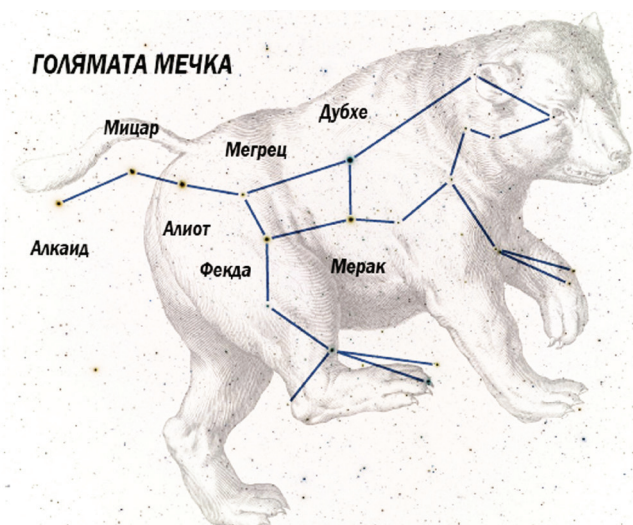 ГОЛЯМАТА МЕЧКА
Дубхе
Мицар
Мегрец
Алиот
Алкаид
Фекда
Мерак